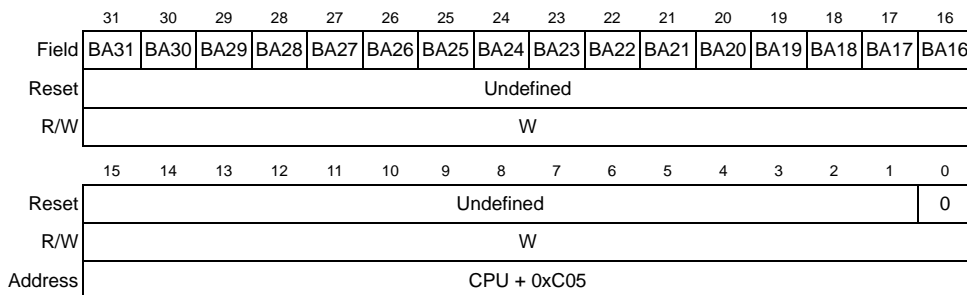 31 30 29 28 27 26 25 24 23 22 21 20 19 18 17 16
Field BA31 BA30 BA29 BA28 BA27 BA26 BA25 BA24 BA23 BA22 BA21 BA20 BA19 BA18 BA17 BA16
Reset Undefined
R/W W
15 14 13 12 11 10 9 8 7 6 5 4 3 2 1 0
Reset Undefined 0
R/W W
Address CPU + 0xC05